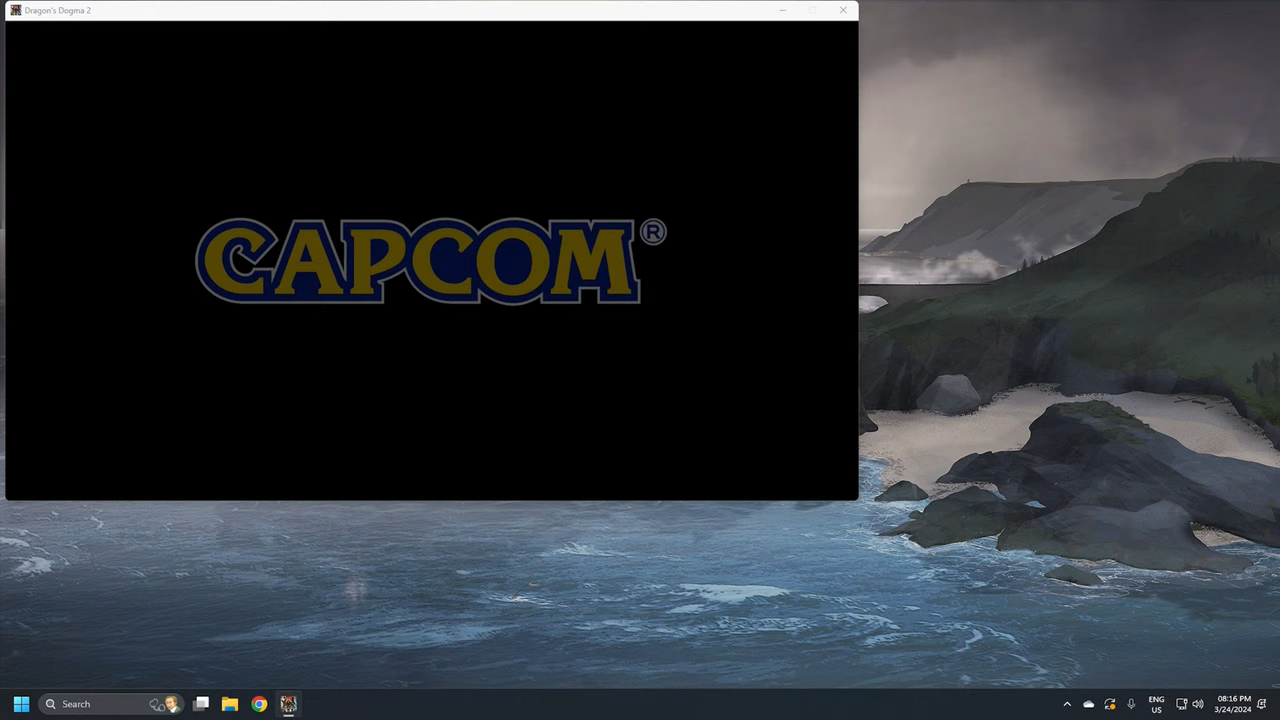 Dragon's Dogma 2
CAPCOM®
Search
ENG
US
08:16 PM
3/24/2024